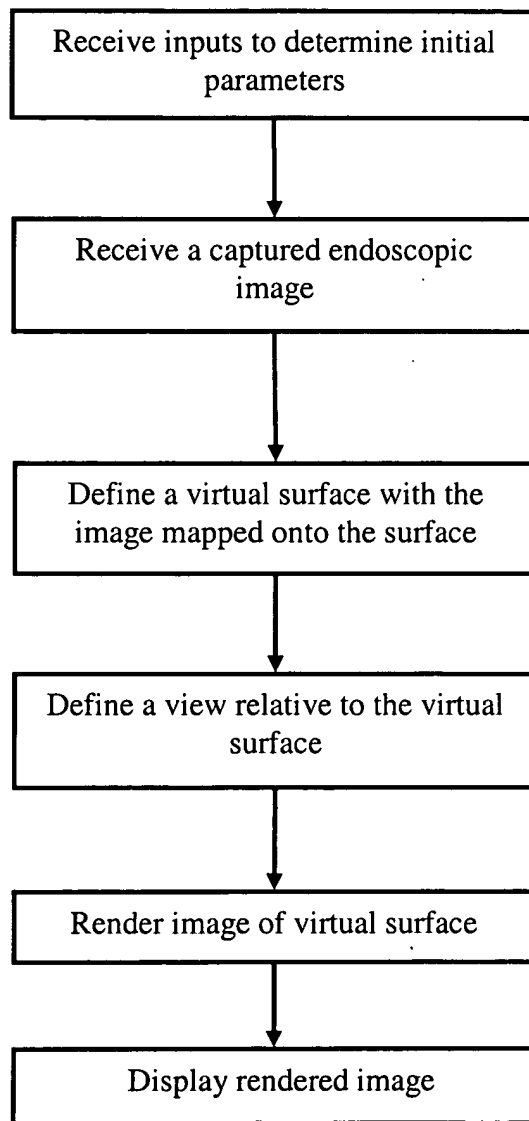 Receive inputs to determine initial
parameters
Receive a captured endoscopic
image
Define a virtual surface with the
image mapped onto the surface
Define a view relative to the virtual
surface
Render image of virtual surface
Display rendered image